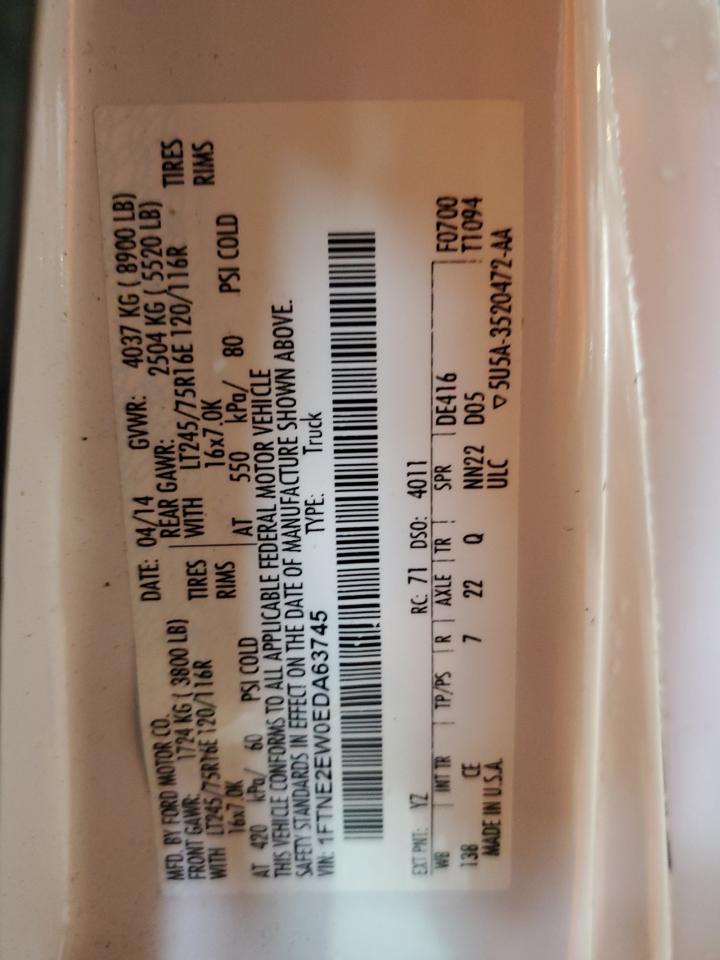 MFD. BY FORD MOTOR CO.
DATE: 04/14 GVWR: 4037 KG ( 8900 LB)
FRONT GAWR: 1724 KG ( 3800 LB)
REAR GAWR: 2504 KG ( 5520 LB)
WITH LT245/75R16E 120/116R TIRES
WITH LT245/75R16E 120/116R TIRES
16x7.0K RIMS
16x7.0K RIMS
AT 420 kPa/ 60 PSI COLD
AT 550 kPa/ 80 PSI COLD
THIS VEHICLE CONFORMS TO ALL APPLICABLE FEDERAL MOTOR VEHICLE
SAFETY STANDARDS IN EFFECT ON THE DATE OF MANUFACTURE SHOWN ABOVE.
VIN: 1FTNE2EW0EDA63745 TYPE: Truck
EXT PNT: YZ RC: 71 DSO: 4011
WB INT TR TP/PS R AXLE TR SPR DE416 F0700
138 CE 7 22 Q NN22 D05 T1094
MADE IN U.S.A. ULC ▽5U5A-3520472-AA